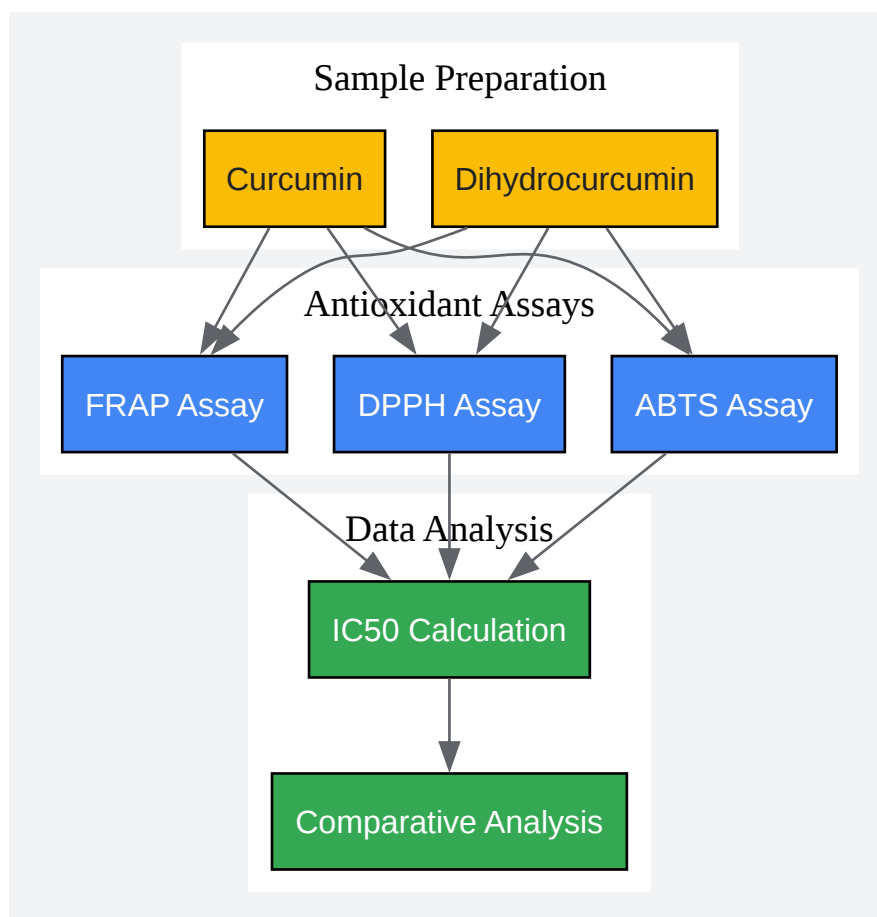 Sample Preparation
Curcumin
Dihydrocurcumin
Antioxidant Assays
FRAP Assay
DPPH Assay
ABTS Assay
Data Analysis
IC50 Calculation
Comparative Analysis